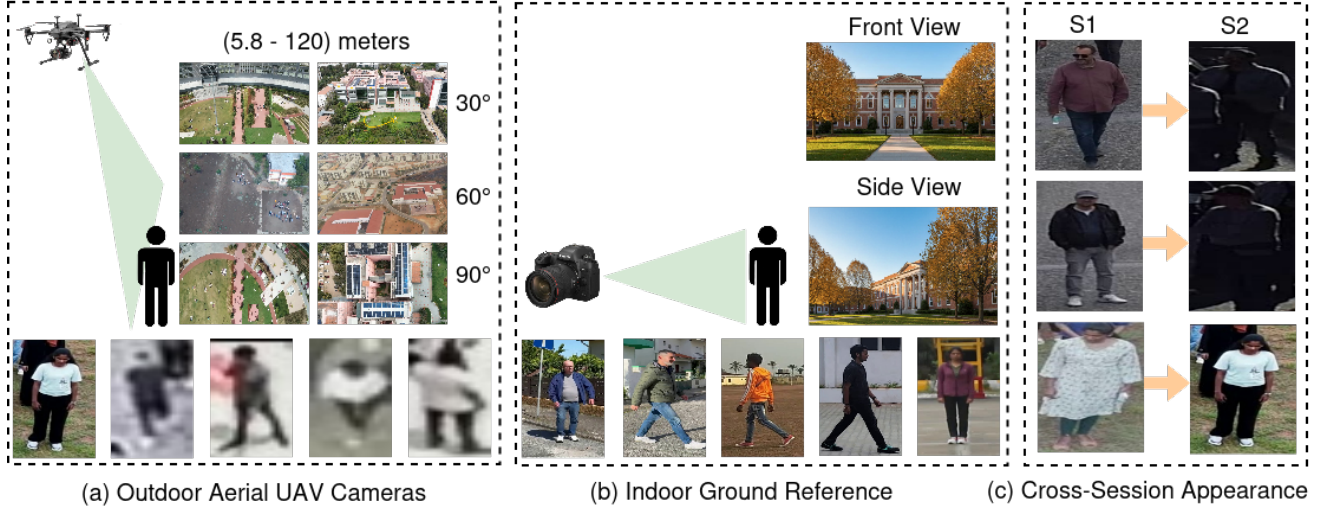 (5.8 - 120) meters
30°
60°
90°
(a) Outdoor Aerial UAV Cameras
Front View
Side View
(b) Indoor Ground Reference
S1
S2
(c) Cross-Session Appearance